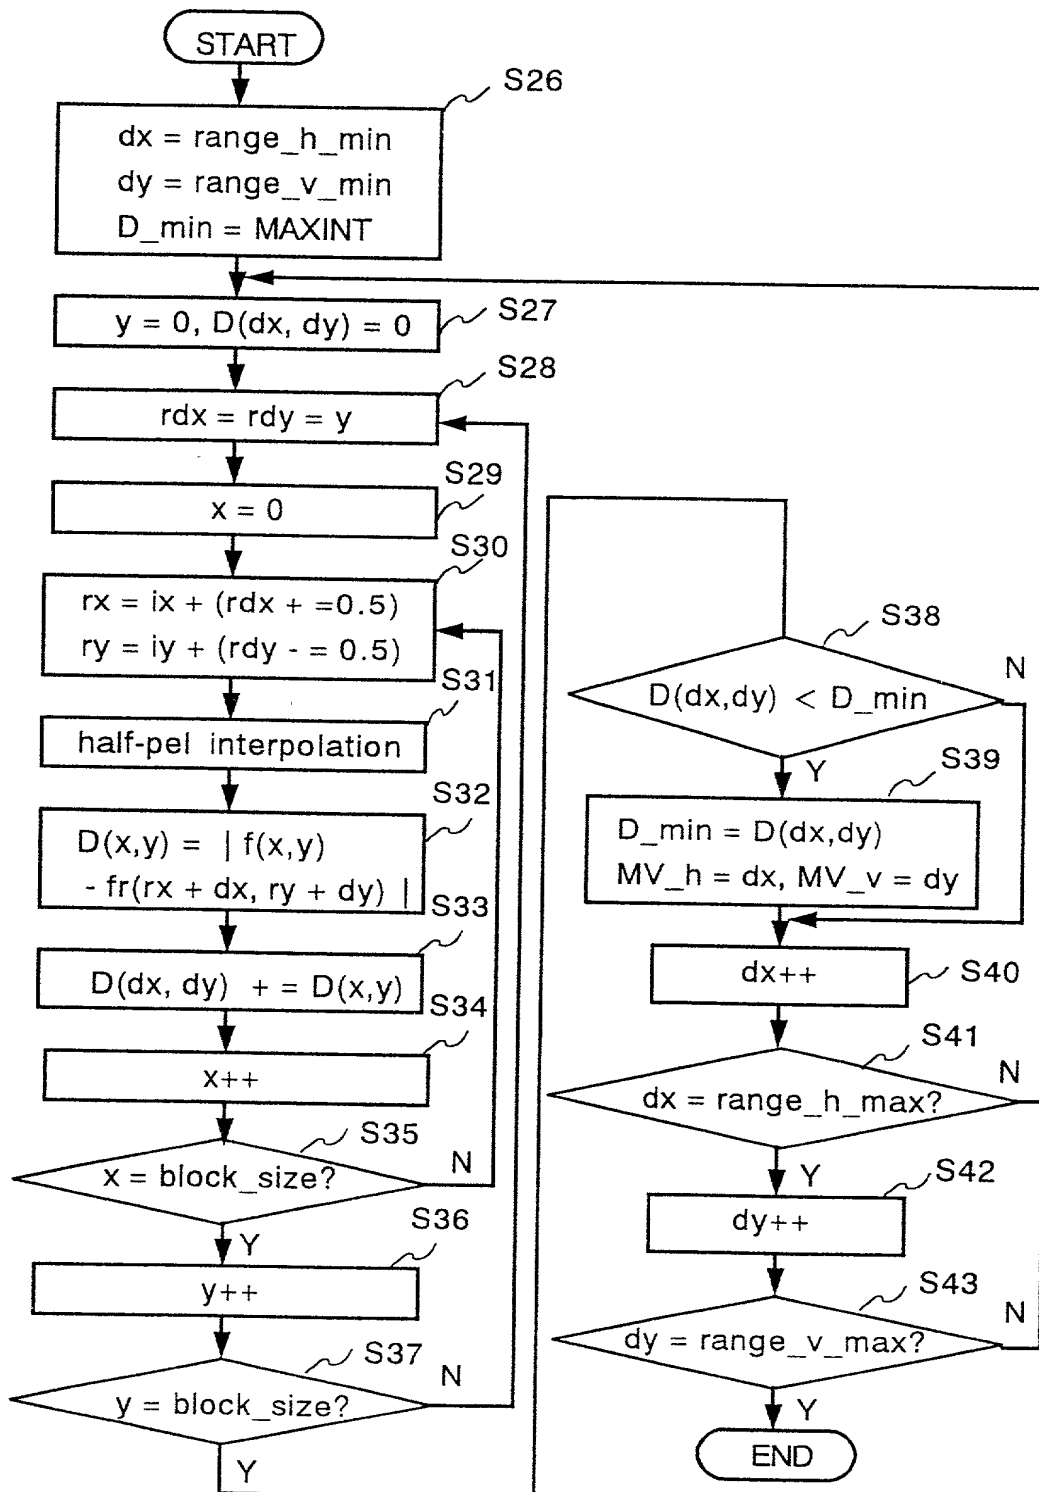 START
S26
dx = range_h_min
dy = range_v_min
D_min = MAXINT
S27
y = 0, D(dx, dy) = 0
S28
rdx = rdy = y
S29
x = 0
S30
rx = ix + (rdx + =0.5)
ry = iy + (rdy - = 0.5)
S31
half-pel interpolation
S32
D(x,y) = | f(x,y)
- fr(rx + dx, ry + dy) |
S33
D(dx, dy) + = D(x,y)
S34
x++
S35
x = block_size?
N
Y
S36
y++
S37
y = block_size?
N
Y
S38
D(dx,dy) < D_min
N
Y
S39
D_min = D(dx,dy)
MV_h = dx, MV_v = dy
S40
dx++
S41
dx = range_h_max?
N
Y
S42
dy++
S43
dy = range_v_max?
N
Y
END